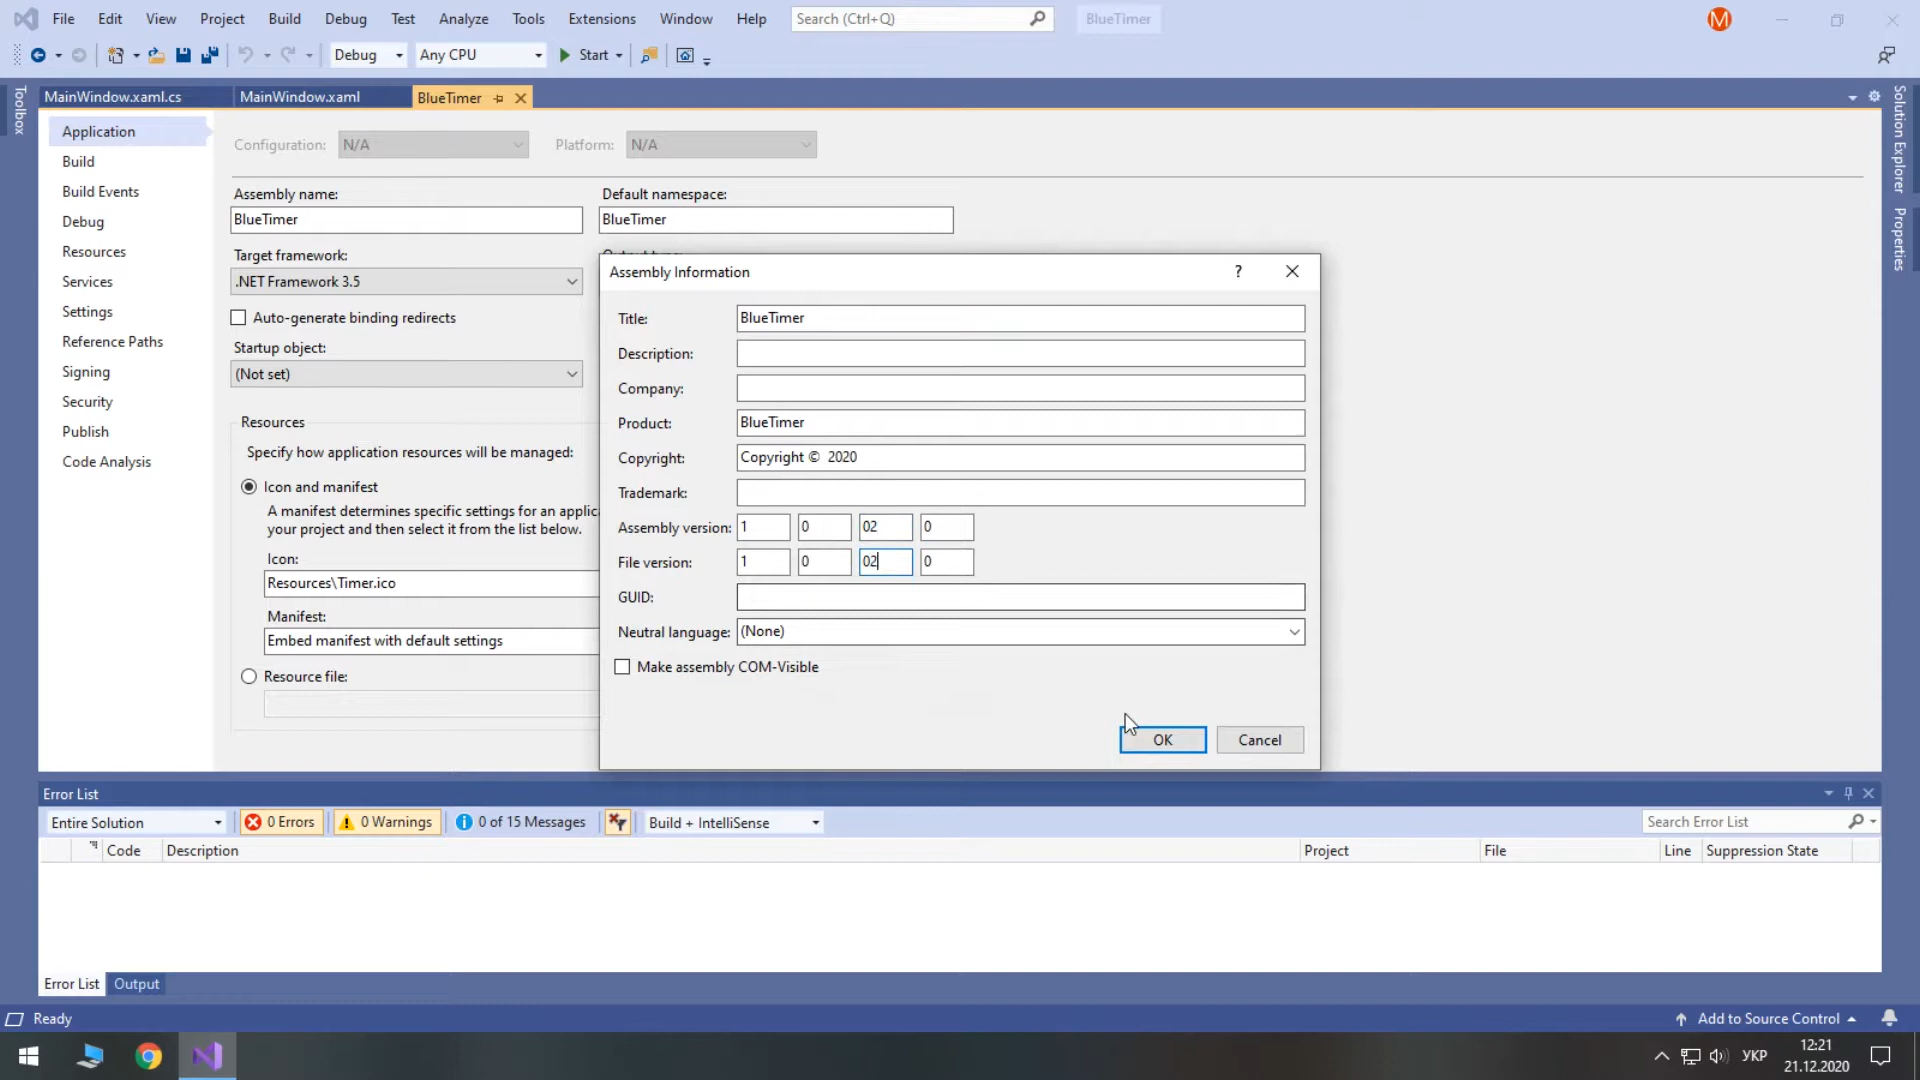 File Edit View Project Build Debug Test Analyze Tools Extensions Window Help Search (Ctrl+Q) BlueTimer M
Debug Any CPU Start
Toolbox
MainWindow.xaml.cs MainWindow.xaml BlueTimer
Solution Explorer
Properties
Application
Build
Build Events
Debug
Resources
Services
Settings
Reference Paths
Signing
Security
Publish
Code Analysis
Configuration: N/A Platform: N/A
Assembly name: Default namespace:
BlueTimer BlueTimer
Target framework:
.NET Framework 3.5
Auto-generate binding redirects
Startup object:
(Not set)
Resources
Specify how application resources will be managed:
Icon and manifest
A manifest determines specific settings for an applic
your project and then select it from the list below.
Icon:
Resources\Timer.ico
Manifest:
Embed manifest with default settings
Resource file:
Assembly Information ?
Title: BlueTimer
Description:
Company:
Product: BlueTimer
Copyright: Copyright © 2020
Trademark:
Assembly version: 1 0 02 0
File version: 1 0 02 0
GUID:
Neutral language: (None)
Make assembly COM-Visible
OK Cancel
Error List
Entire Solution 0 Errors 0 Warnings 0 of 15 Messages Build + IntelliSense Search Error List
Code Description Project File Line Suppression State
Error List Output
Ready Add to Source Control
УКР 12:21
21.12.2020